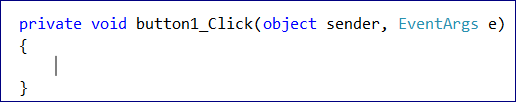 private void button1_Click(object sender, EventArgs e)
{
}